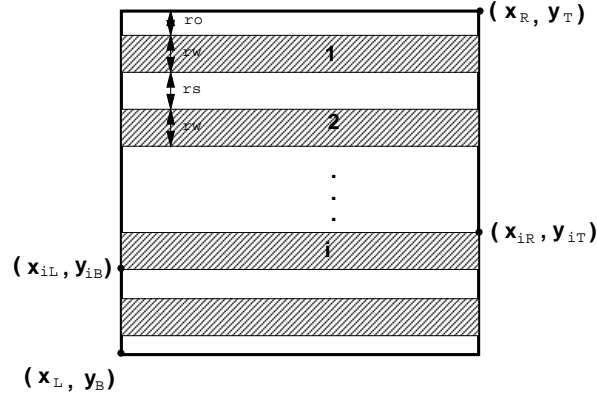 ro
(x_R, y_T)
rw
1
rs
rw
2
.
.
.
(x_iR, y_iT)
i
(x_iL, y_iB)
(x_L, y_B)